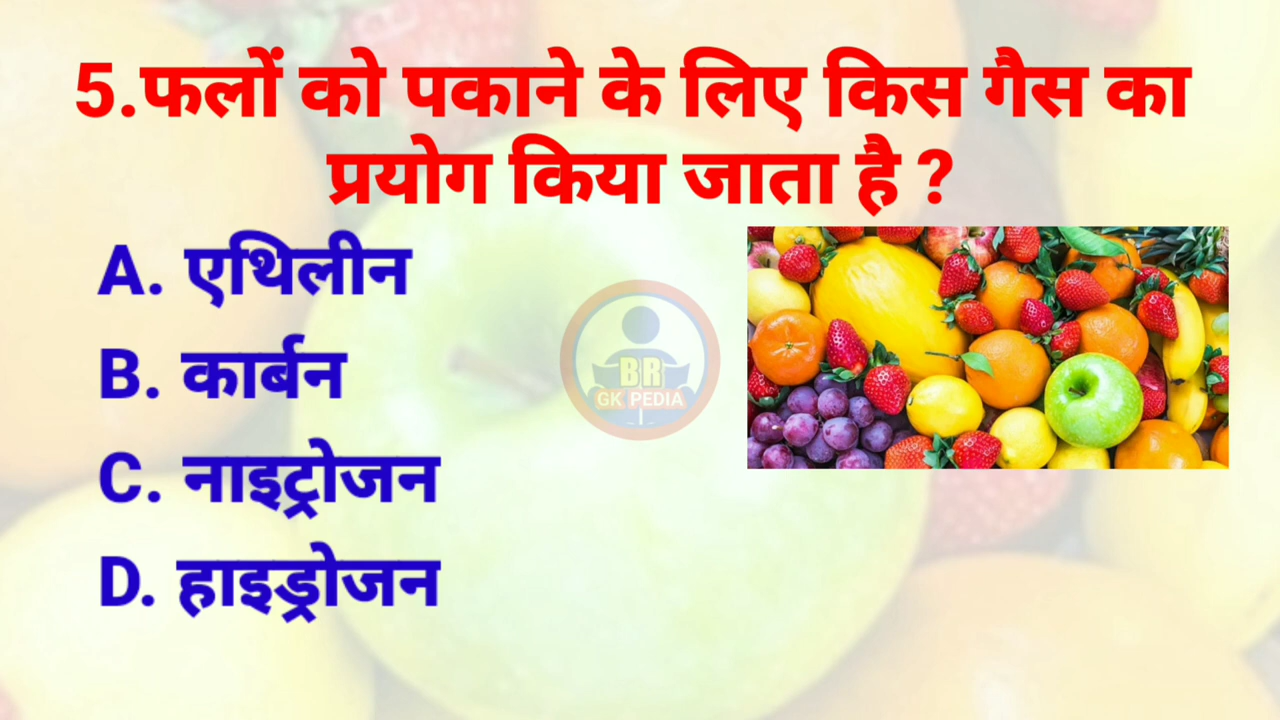 5.फलों को पकाने के लिए किस गैस का
प्रयोग किया जाता है ?
A. एथिलीन
B. कार्बन
C. नाइट्रोजन
D. हाइड्रोजन
BR
GK PEDIA